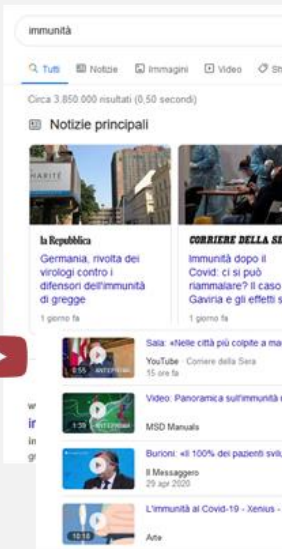 immunità
Tutti Notizie Immagini Video
Circa 3.850.000 risultati (0,50 secondi)
Notizie principali
HARITÉ
la Repubblica
Germania, rivolta dei
virologi contro i
difensori dell'immunità
di gregge
1 giorno fa
CORRIERE DELLA
Immunità dopo il
Covid: ci si può
riammalare? Il caso
Gaviria e gli effetti
1 giorno fa
Sala: «Nelle città più colpite a
0:55 ANTEPRIMA
YouTube · Corriere della Sera
15 ore fa
Video: Panoramica sull'immunità
1:39 ANTEPRIMA
MSD Manuals
Burioni: «Il 100% dei pazienti
Il Messaggero
29 apr 2020
L'immunità al Covid-19 - Xenius -
10:18
Arte